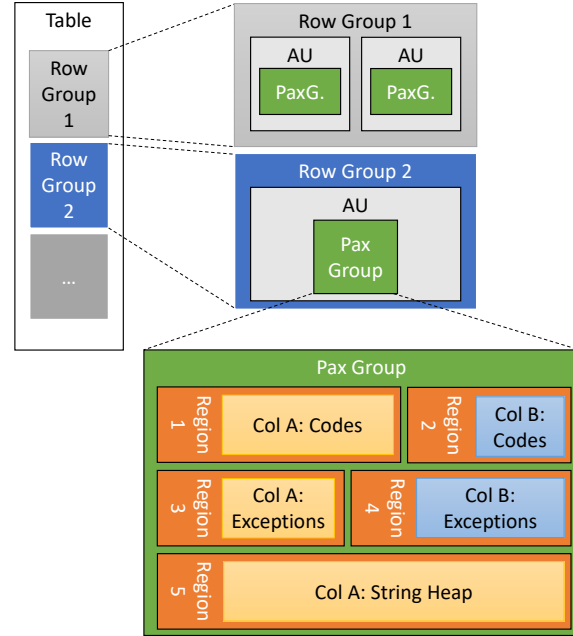 Table
Row
Group
1
Row
Group
2
...
Row Group 1
AU
PaxG.
AU
PaxG.
Row Group 2
AU
Pax
Group
Pax Group
Region
1
Col A: Codes
Region
2
Col B:
Codes
Region
3
Col A:
Exceptions
Region
4
Col B:
Exceptions
Region
5
Col A: String Heap